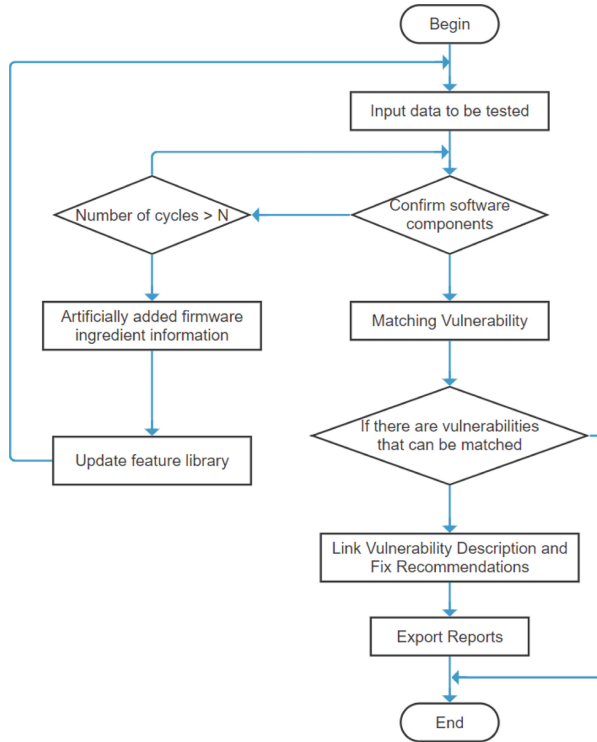 Begin
Input data to be tested
Number of cycles > N
Confirm software
components
Artificially added firmware
ingredient information
Matching Vulnerability
If there are vulnerabilities
that can be matched
Update feature library
Link Vulnerability Description and
Fix Recommendations
Export Reports
End